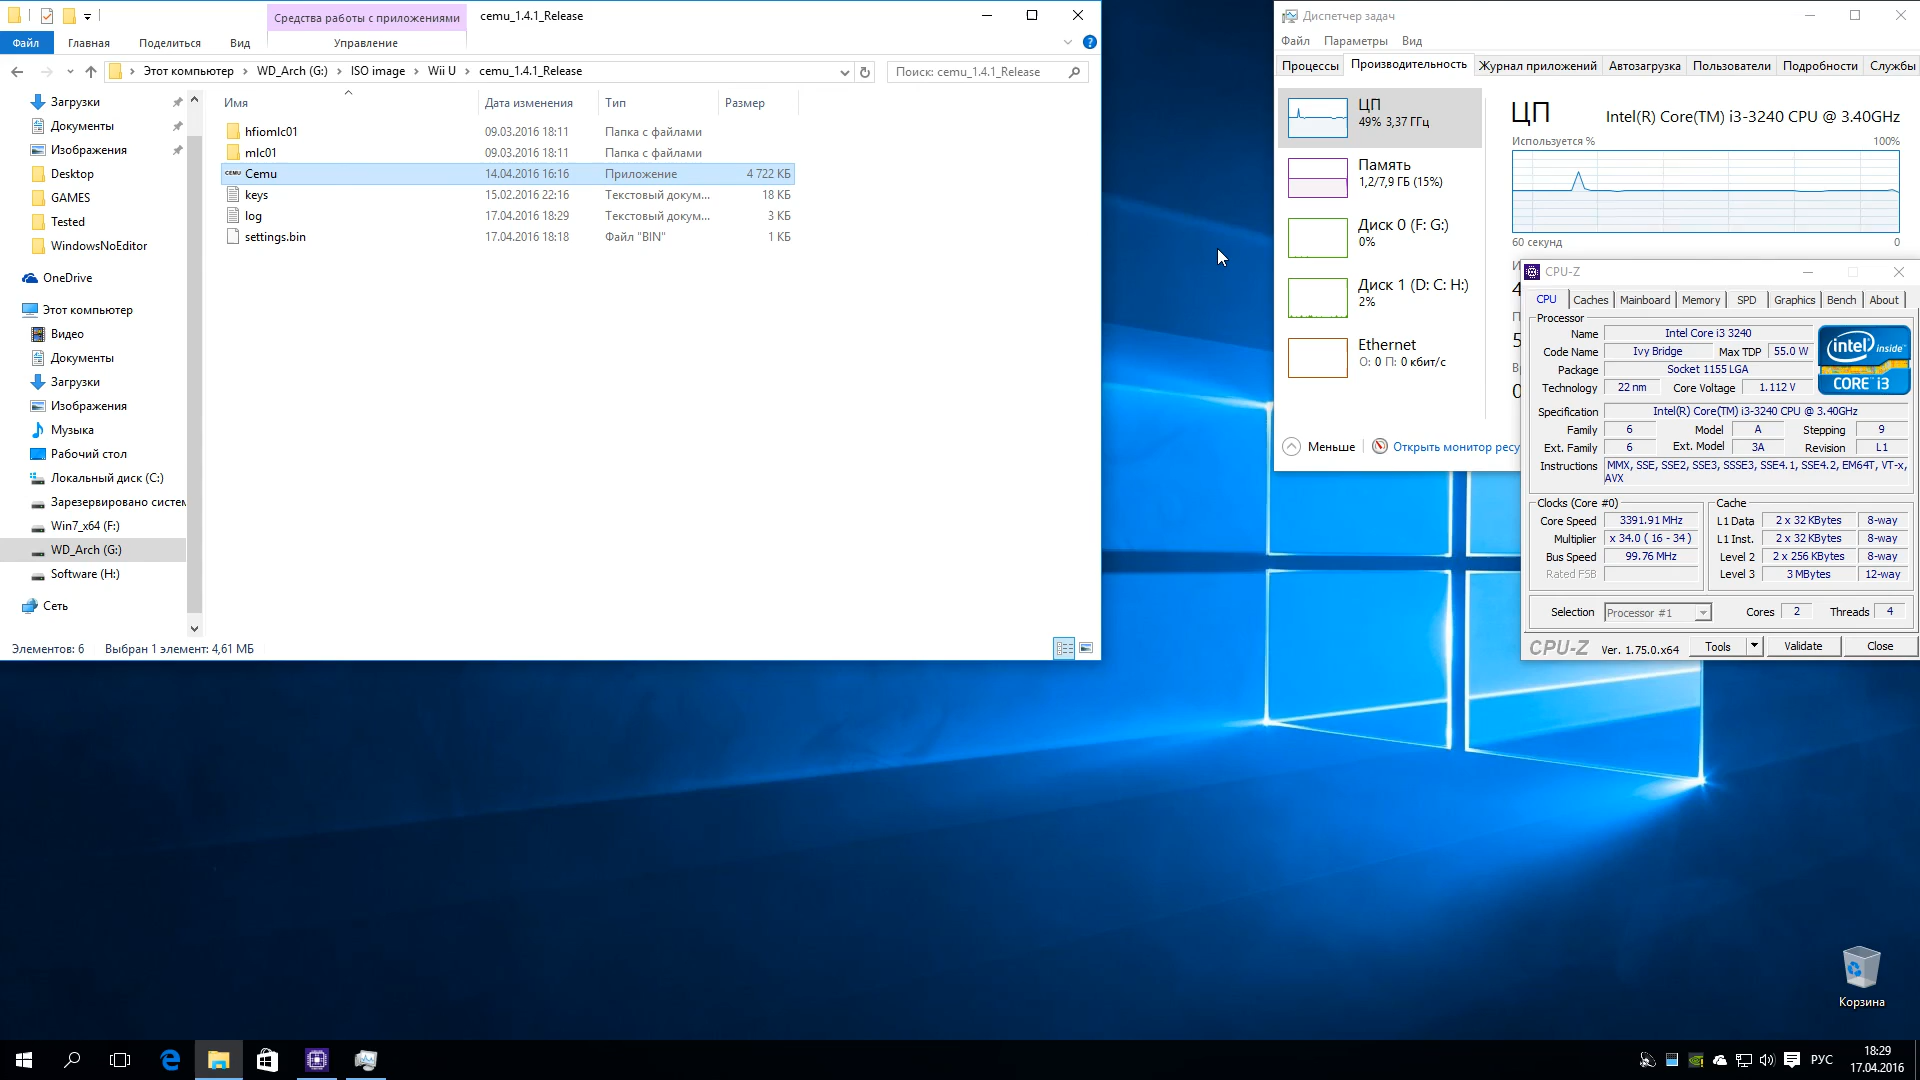 Средства работы с приложениями
cemu_1.4.1_Release
Файл
Главная
Поделиться
Вид
Управление
Этот компьютер
WD_Arch (G:)
ISO image
Wii U
cemu_1.4.1_Release
Поиск: cemu_1.4.1_Release
Загрузки
Документы
Изображения
Desktop
GAMES
Tested
WindowsNoEditor
OneDrive
Этот компьютер
Видео
Документы
Загрузки
Изображения
Музыка
Рабочий стол
Локальный диск (C:)
Зарезервировано систем
Win7_x64 (F:)
WD_Arch (G:)
Software (H:)
Сеть
Имя Дата изменения Тип Размер
hfiomlc01 09.03.2016 18:11 Папка с файлами
mlc01 09.03.2016 18:11 Папка с файлами
CEMU Cemu 14.04.2016 16:16 Приложение 4 722 КБ
keys 15.02.2016 22:16 Текстовый докум... 18 КБ
log 17.04.2016 18:29 Текстовый докум... 3 КБ
settings.bin 17.04.2016 18:18 Файл "BIN" 1 КБ
Элементов: 6 Выбран 1 элемент: 4,61 МБ
Диспетчер задач
Файл Параметры Вид
Процессы Производительность Журнал приложений Автозагрузка Пользователи Подробности Службы
ЦП
49% 3,37 ГГц
Память
1,2/7,9 ГБ (15%)
Диск 0 (F: G:)
0%
Диск 1 (D: C: H:)
2%
Ethernet
О: 0 П: 0 кбит/с
ЦП Intel(R) Core(TM) i3-3240 CPU @ 3.40GHz
Используется % 100%
60 секунд 0
Меньше
Открыть монитор ресу
CPU-Z
CPU Caches Mainboard Memory SPD Graphics Bench About
Processor
Name Intel Core i3 3240
Code Name Ivy Bridge Max TDP 55.0 W
Package Socket 1155 LGA
Technology 22 nm Core Voltage 1.112 V
intel inside
CORE i3
Specification Intel(R) Core(TM) i3-3240 CPU @ 3.40GHz
Family 6 Model A Stepping 9
Ext. Family 6 Ext. Model 3A Revision L1
Instructions MMX, SSE, SSE2, SSE3, SSSE3, SSE4.1, SSE4.2, EM64T, VT-x,
AVX
Clocks (Core #0)
Core Speed 3391.91 MHz
Multiplier x 34.0 ( 16 - 34 )
Bus Speed 99.76 MHz
Rated FSB
Cache
L1 Data 2 x 32 KBytes 8-way
L1 Inst. 2 x 32 KBytes 8-way
Level 2 2 x 256 KBytes 8-way
Level 3 3 MBytes 12-way
Selection Processor #1 Cores 2 Threads 4
CPU-Z Ver. 1.75.0.x64 Tools Validate Close
Корзина
РУС
18:29
17.04.2016